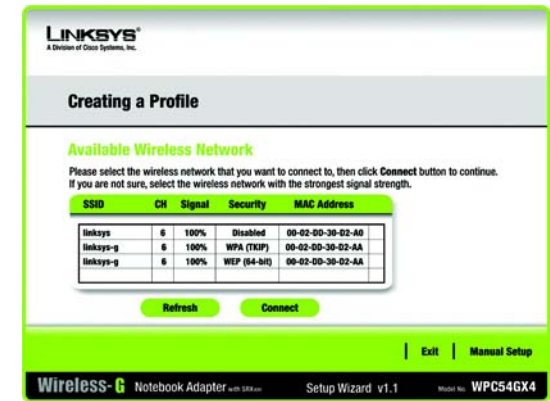 LINKSYS®
A Division of Cisco Systems, Inc.
Creating a Profile
Available Wireless Network
Please select the wireless network that you want to connect to, then click Connect button to continue.
If you are not sure, select the wireless network with the strongest signal strength.
SSID CH Signal Security MAC Address
linksys 6 100% Disabled 00-02-DD-30-D2-A0
linksys-g 6 100% WPA (TKIP) 00-02-DD-30-D2-AA
linksys-g 6 100% WEP (64-bit) 00-02-DD-30-D2-AA
Refresh Connect
Exit Manual Setup
Wireless-G Notebook Adapter with SRX400 Setup Wizard v1.1 Model No. WPC54GX4